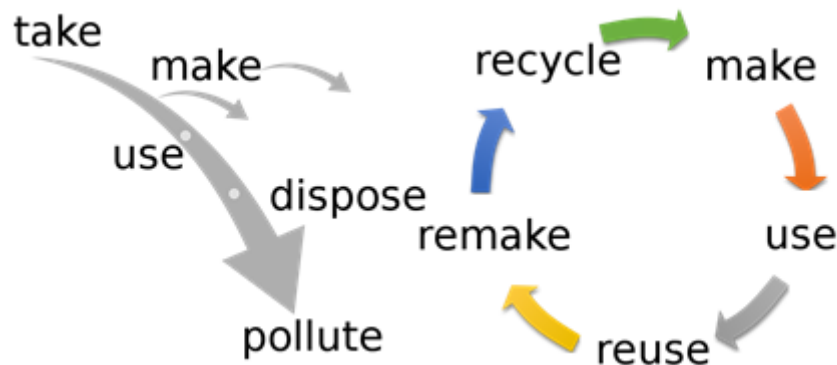 take
make
use
dispose
pollute
recycle
make
use
reuse
remake